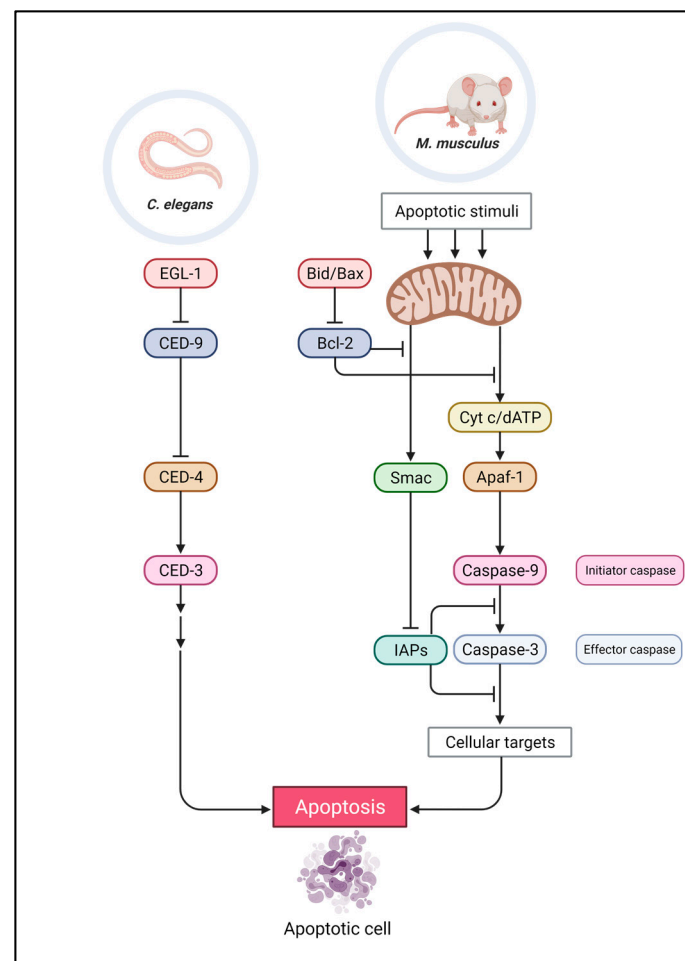 C. elegans
M. musculus
Apoptotic stimuli
EGL-1
Bid/Bax
CED-9
Bcl-2
Cyt c/dATP
CED-4
Smac
Apaf-1
CED-3
Caspase-9
Initiator caspase
IAPs
Caspase-3
Effector caspase
Cellular targets
Apoptosis
Apoptotic cell